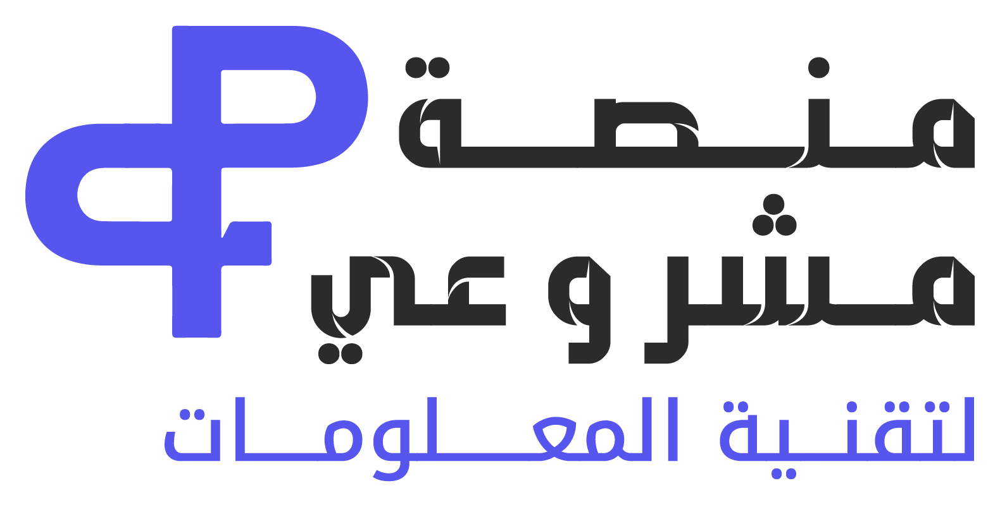 منصة
مشروعي
لتقنية المعلومات